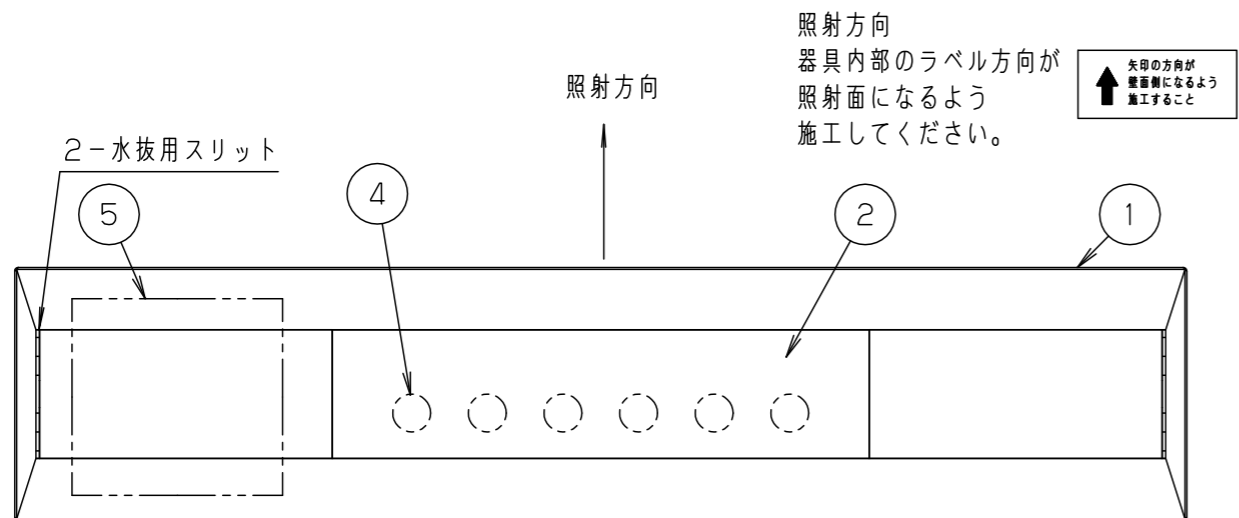 照射方向
器具内部のラベル方向が
照射面になるよう
施工してください。
矢印の方向が
壁面側になるよう
施工すること
照射方向
2-水抜用スリット
5
4
2
1